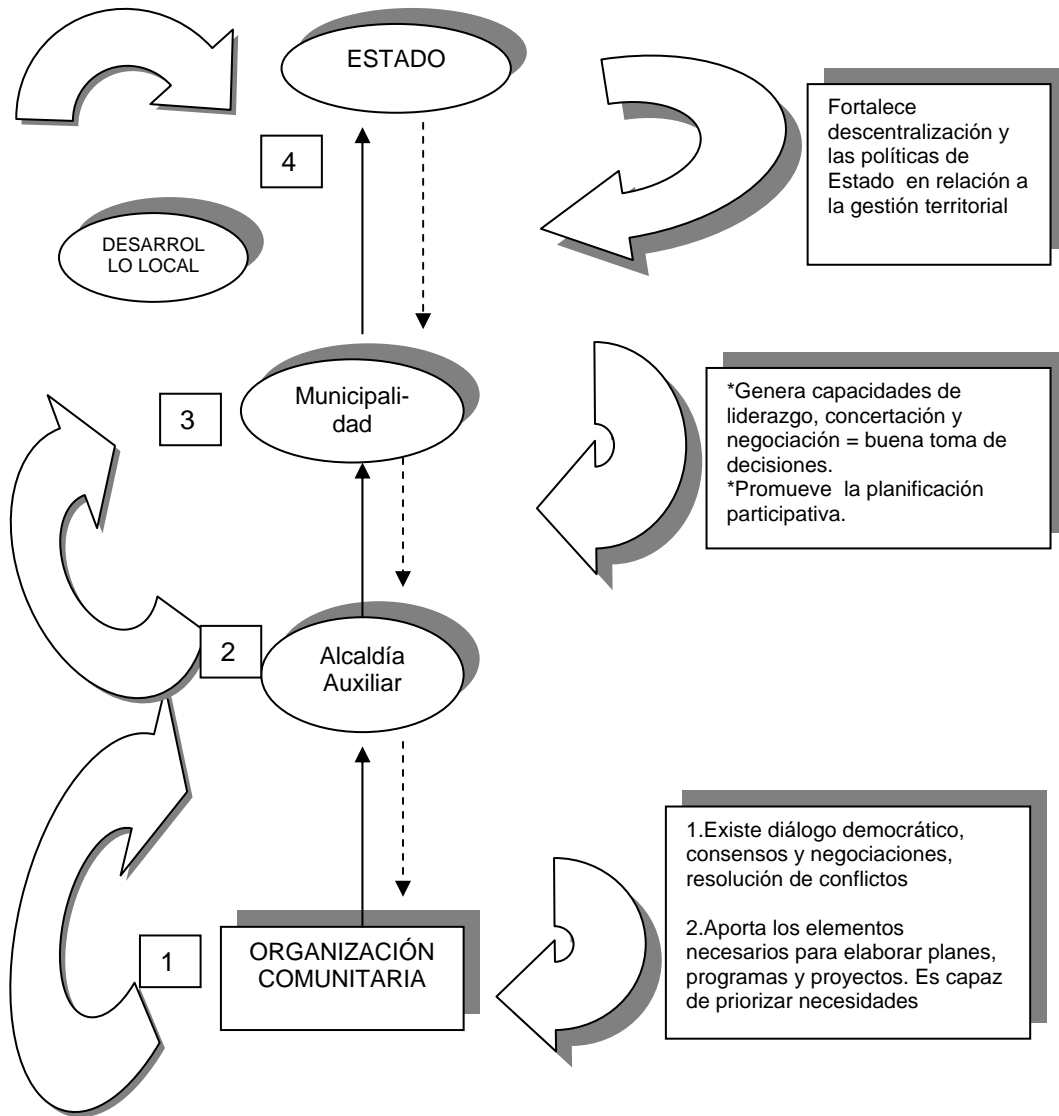 ESTADO
4
Fortalece
descentralización y
las políticas de
Estado en relación a
la gestión territorial
DESARROL
LO LOCAL
3
Municipali-
dad
*Genera capacidades de
liderazgo, concertación y
negociación = buena toma de
decisiones.
*Promueve la planificación
participativa.
2
Alcaldía
Auxiliar
1
ORGANIZACIÓN
COMUNITARIA
1.Existe diálogo democrático,
consensos y negociaciones,
resolución de conflictos
2.Aporta los elementos
necesarios para elaborar planes,
programas y proyectos. Es capaz
de priorizar necesidades